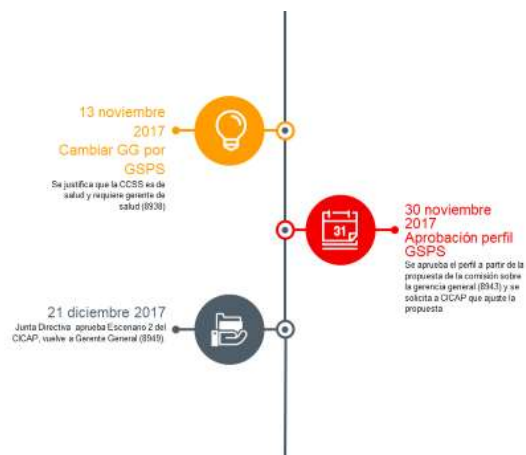 13 noviembre
2017
Cambiar GG por
GSPS
Se justifica que la CCSS es de
salud y requiere gerente de
salud (8938)
31
30 noviembre
2017
Aprobación perfil
GSPS
Se aprueba el perfil a partir de la
propuesta de la comisión sobre
la gerencia general (8943) y se
solicita a CICAP que ajuste la
propuesta
21 diciembre 2017
Junta Directiva aprueba Escenario 2 del
CICAP, vuelve a Gerente General (8949).